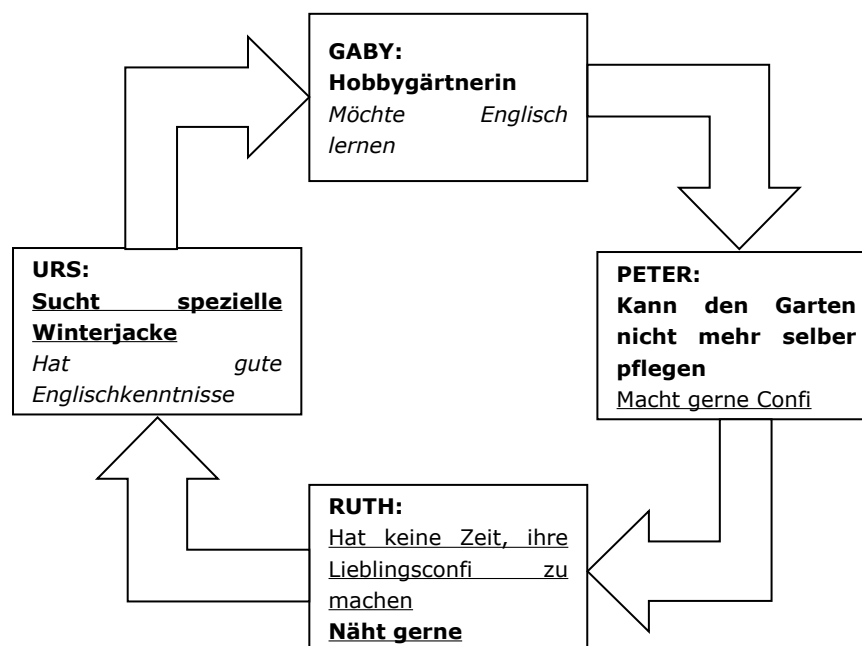 GABY:
Hobbygärtnerin
Möchte Englisch
lernen
PETER:
Kann den Garten
nicht mehr selber
pflegen
Macht gerne Confi
RUTH:
Hat keine Zeit, ihre
Lieblingsconfi zu
machen
Näht gerne
URS:
Sucht spezielle
Winterjacke
Hat gute
Englischkenntnisse